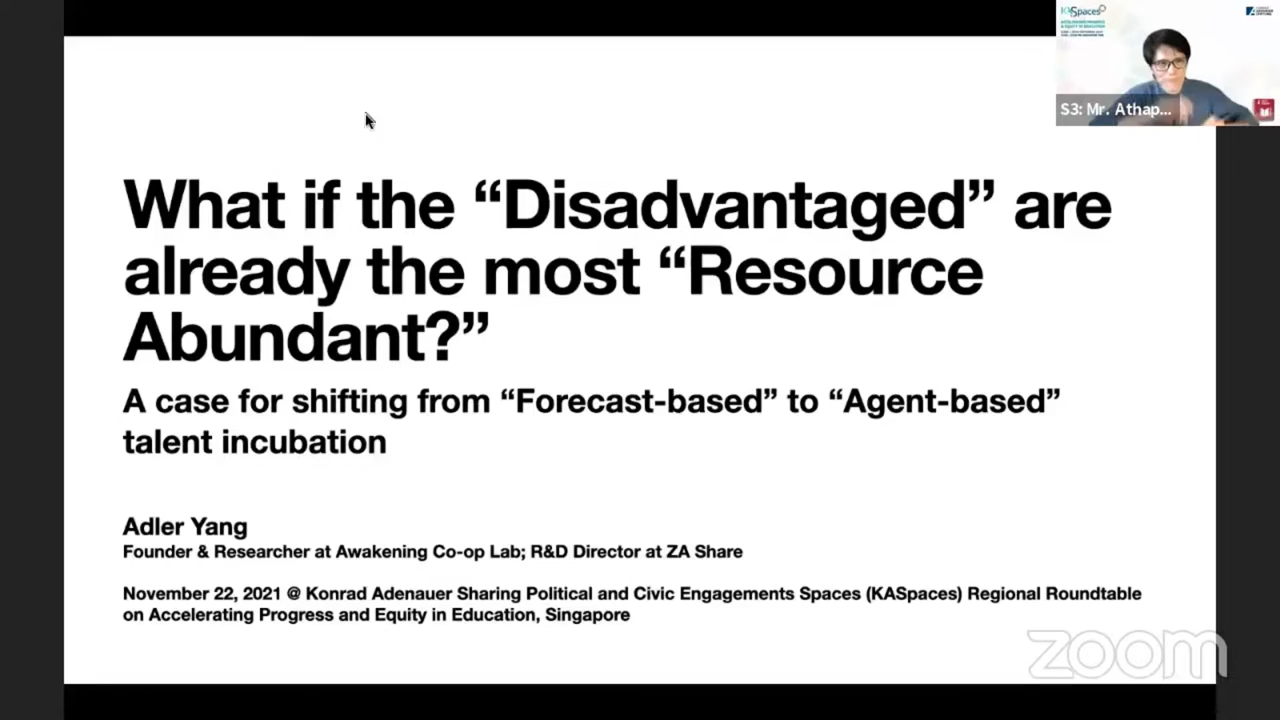 KASpaces
S3: Mr. Athap...
What if the “Disadvantaged” are
already the most “Resource
Abundant?”
A case for shifting from “Forecast-based” to “Agent-based”
talent incubation
Adler Yang
Founder & Researcher at Awakening Co-op Lab; R&D Director at ZA Share
November 22, 2021 @ Konrad Adenauer Sharing Political and Civic Engagements Spaces (KASpaces) Regional Roundtable
on Accelerating Progress and Equity in Education, Singapore
zoom